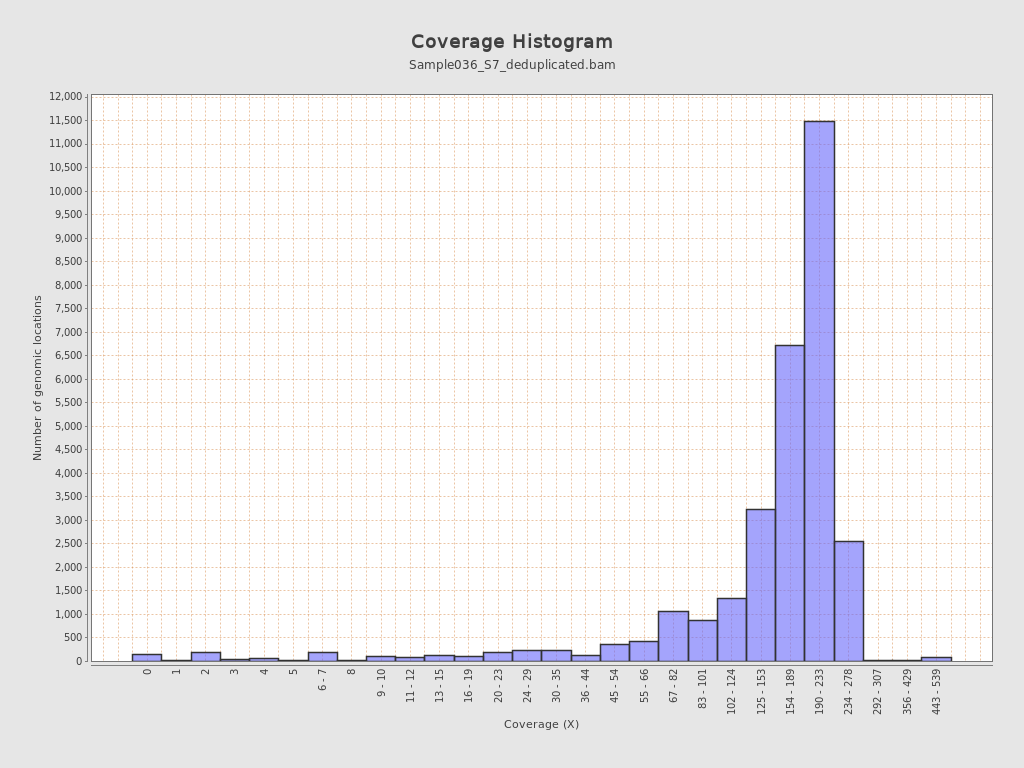 Coverage Histogram
Sample036_S7_deduplicated.bam
12,000
11,500
11,000
10,500
10,000
9,500
9,000
8,500
8,000
7,500
7,000
6,500
6,000
5,500
5,000
4,500
4,000
3,500
3,000
2,500
2,000
1,500
1,000
500
0
Number of genomic locations
0
1
2
3
4
5
6 - 7
8
9 - 10
11 - 12
13 - 15
16 - 19
20 - 23
24 - 29
30 - 35
36 - 44
45 - 54
55 - 66
67 - 82
83 - 101
102 - 124
125 - 153
154 - 189
190 - 233
234 - 278
292 - 307
356 - 429
443 - 539
Coverage (X)